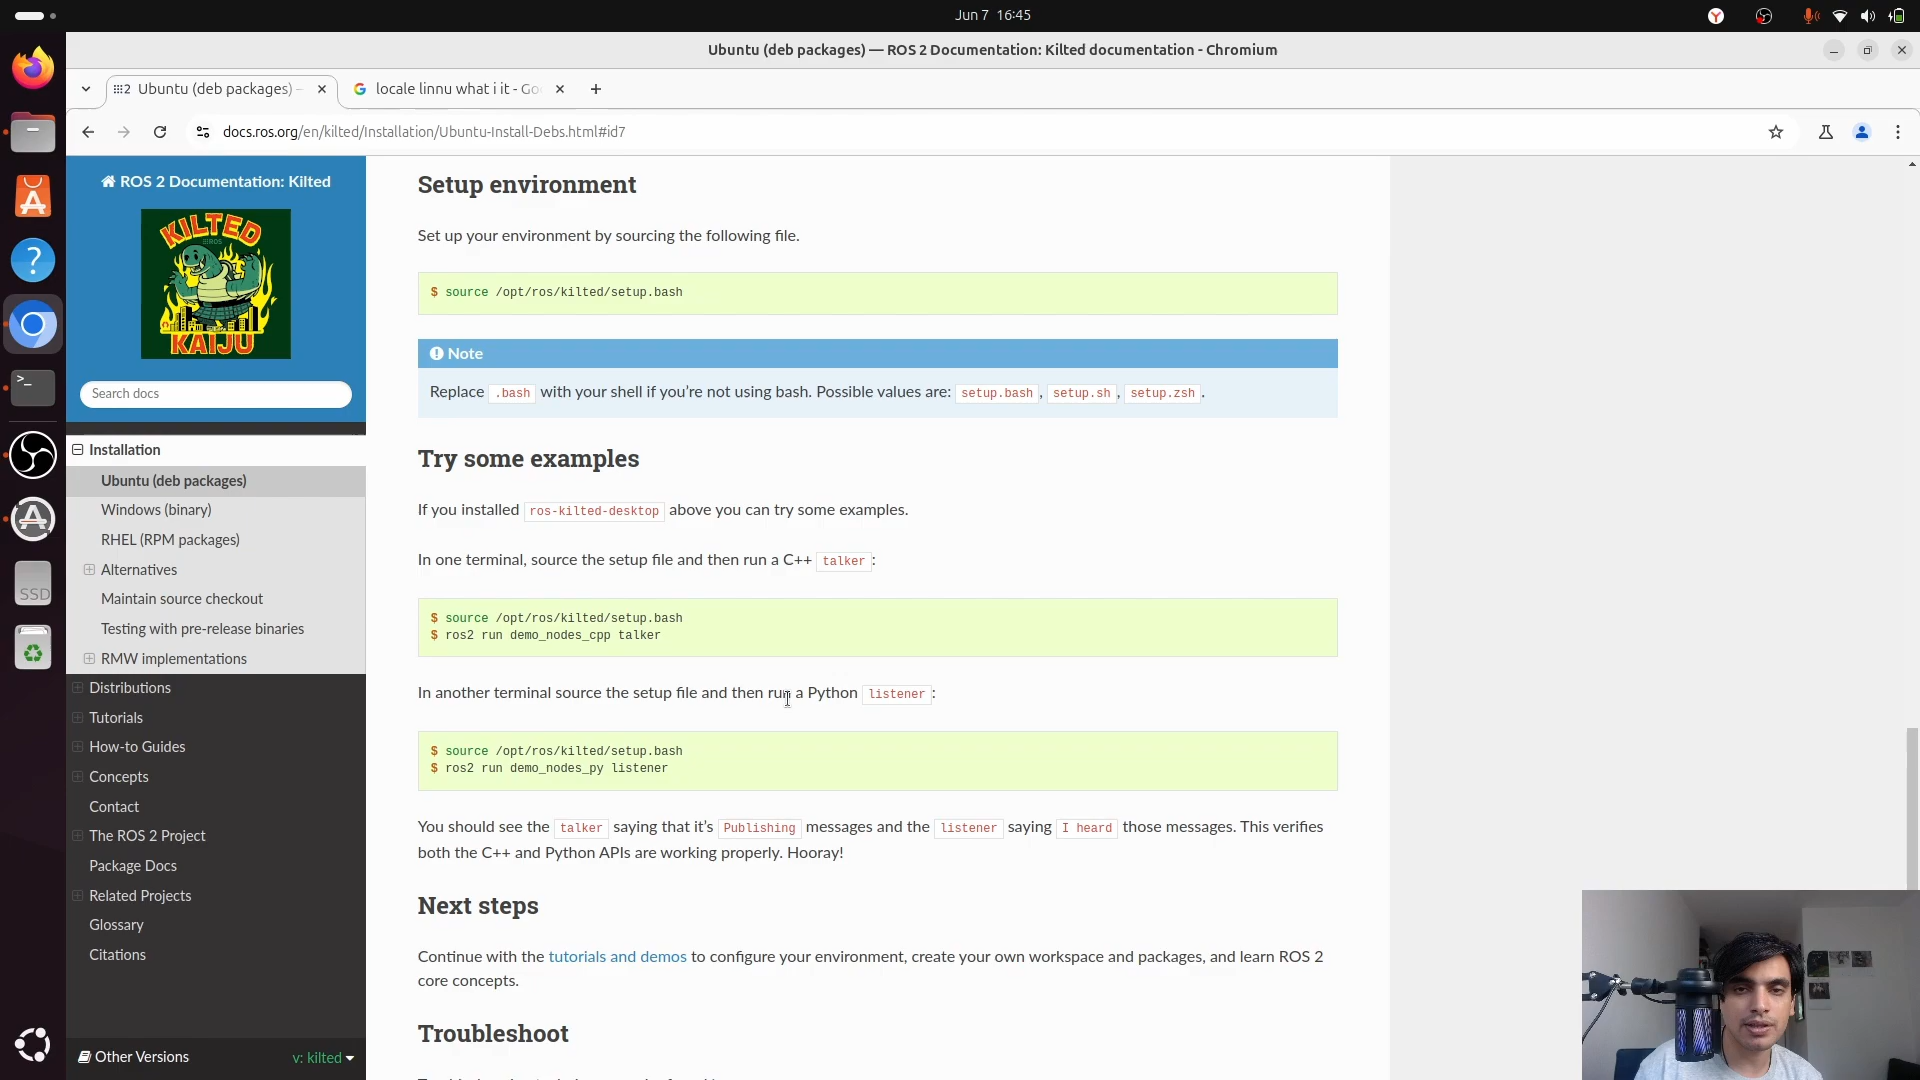 Jun 7 16:45
Ubuntu (deb packages) — ROS 2 Documentation: Kilted documentation - Chromium
Ubuntu (deb packages) –
locale linnu what i it - Goo
docs.ros.org/en/kilted/Installation/Ubuntu-Install-Debs.html#id7
ROS 2 Documentation: Kilted
KILTED
ROS
KAIJU
Search docs
Installation
Ubuntu (deb packages)
Windows (binary)
RHEL (RPM packages)
Alternatives
Maintain source checkout
Testing with pre-release binaries
RMW implementations
Distributions
Tutorials
How-to Guides
Concepts
Contact
The ROS 2 Project
Package Docs
Related Projects
Glossary
Citations
Other Versions v: kilted
SSD
Setup environment
Set up your environment by sourcing the following file.
$ source /opt/ros/kilted/setup.bash
Note
Replace .bash with your shell if you’re not using bash. Possible values are: setup.bash, setup.sh, setup.zsh.
Try some examples
If you installed ros-kilted-desktop above you can try some examples.
In one terminal, source the setup file and then run a C++ talker:
$ source /opt/ros/kilted/setup.bash
$ ros2 run demo_nodes_cpp talker
In another terminal source the setup file and then run a Python listener:
$ source /opt/ros/kilted/setup.bash
$ ros2 run demo_nodes_py listener
You should see the talker saying that it’s Publishing messages and the listener saying I heard those messages. This verifies
both the C++ and Python APIs are working properly. Hooray!
Next steps
Continue with the tutorials and demos to configure your environment, create your own workspace and packages, and learn ROS 2
core concepts.
Troubleshoot